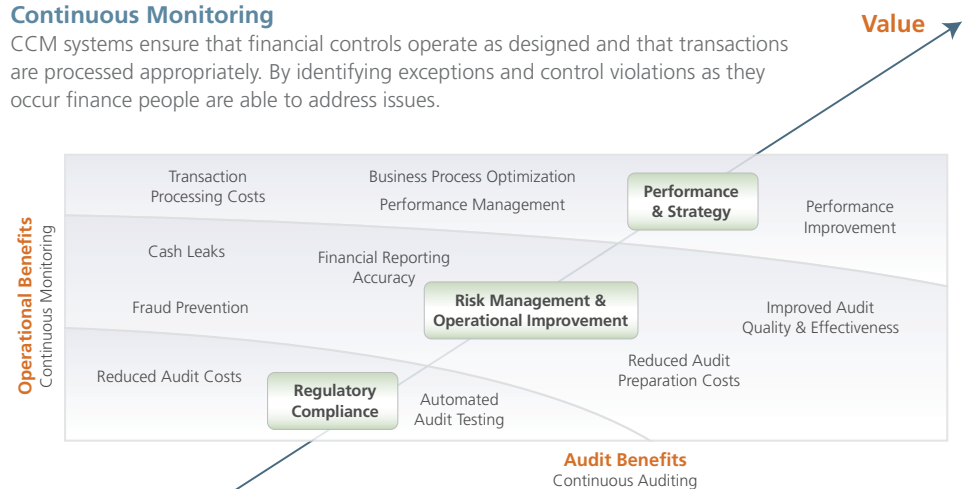 Continuous Monitoring
CCM systems ensure that financial controls operate as designed and that transactions
are processed appropriately. By identifying exceptions and control violations as they
occur finance people are able to address issues.
Value
Transaction
Processing Costs
Business Process Optimization
Performance Management
Performance
& Strategy
Performance
Improvement
Cash Leaks
Financial Reporting
Accuracy
Fraud Prevention
Risk Management &
Operational Improvement
Improved Audit
Quality & Effectiveness
Reduced Audit Costs
Regulatory
Compliance
Automated
Audit Testing
Reduced Audit
Preparation Costs
Operational Benefits
Continuous Monitoring
Audit Benefits
Continuous Auditing